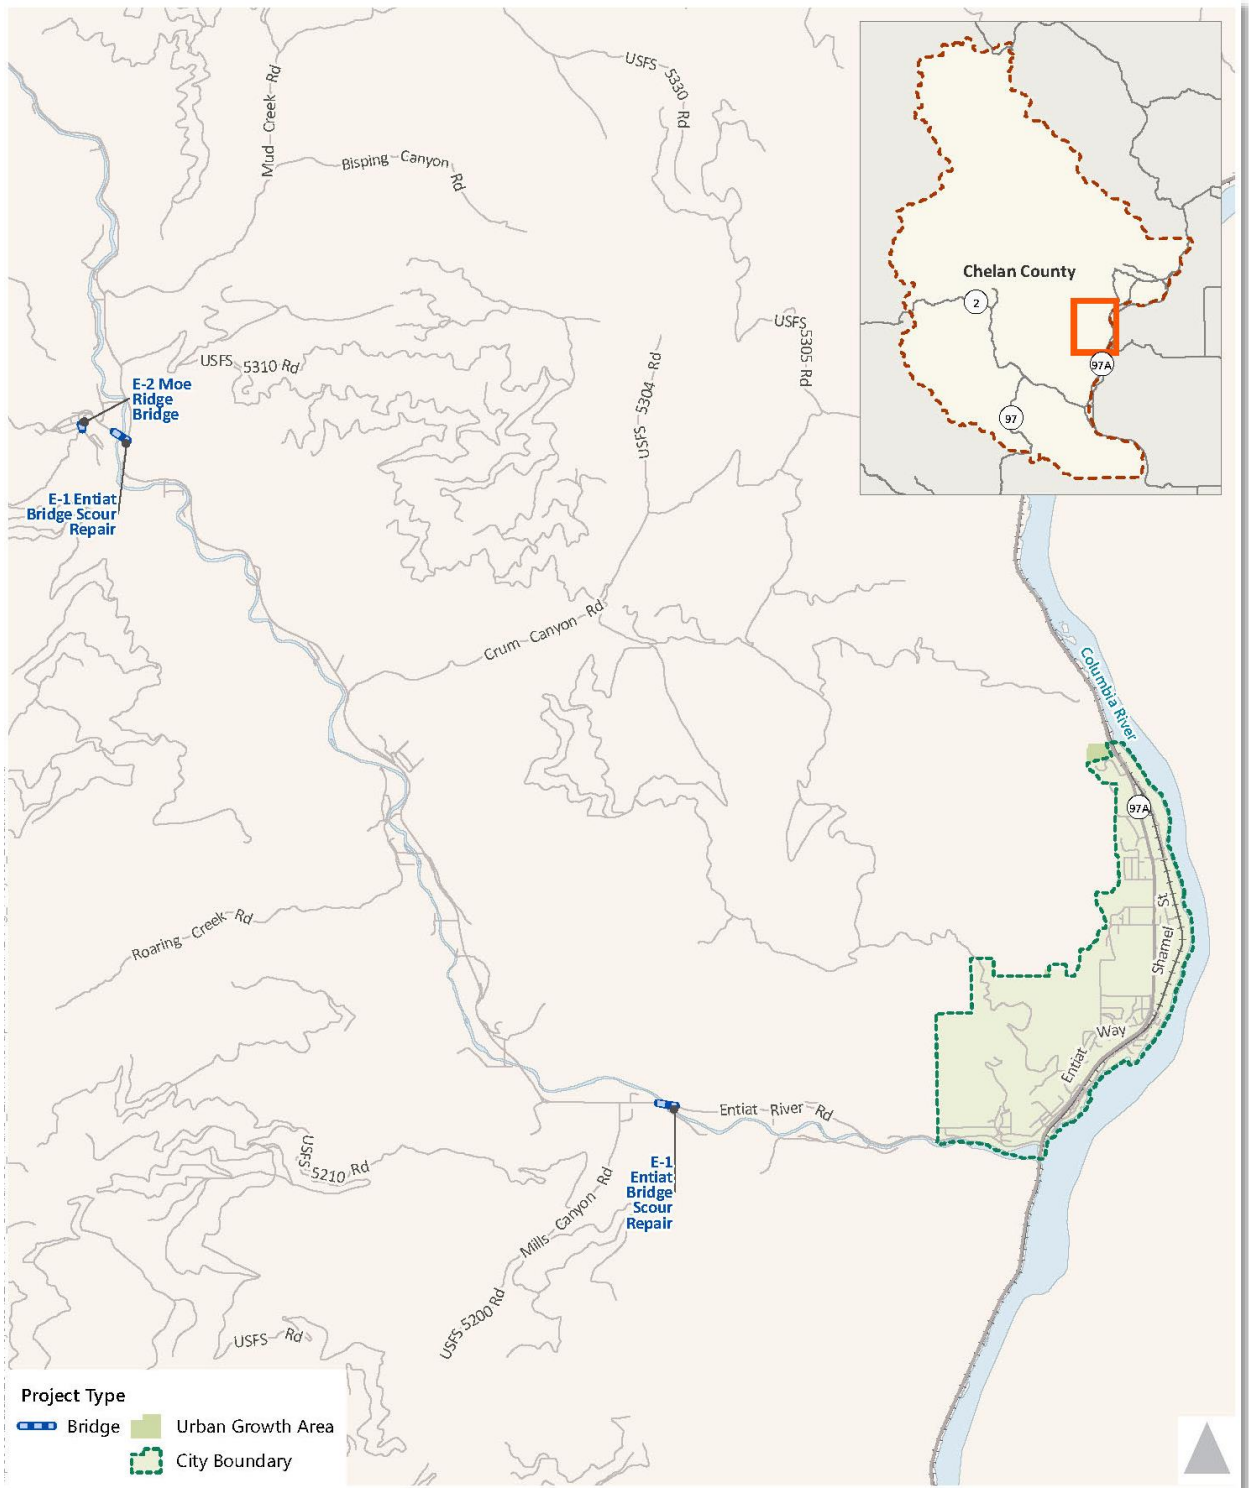 USFS 5330 Rd
Mud Creek Rd
Bisping Canyon Rd
Chelan County
2
97A
97
USFS 5305 Rd
USFS 5310 Rd
USFS 5304 Rd
E-2 Moe
Ridge
Bridge
E-1 Entiat
Bridge Scour
Repair
Crum Canyon Rd
Columbia River
97A
Shamel St
Roaring Creek Rd
Entiat Way
Entiat River Rd
E-1
Entiat
Bridge
Scour
Repair
USFS 5210 Rd
Mills Canyon Rd
USFS 5200 Rd
USFS Rd
Project Type
Bridge
Urban Growth Area
City Boundary